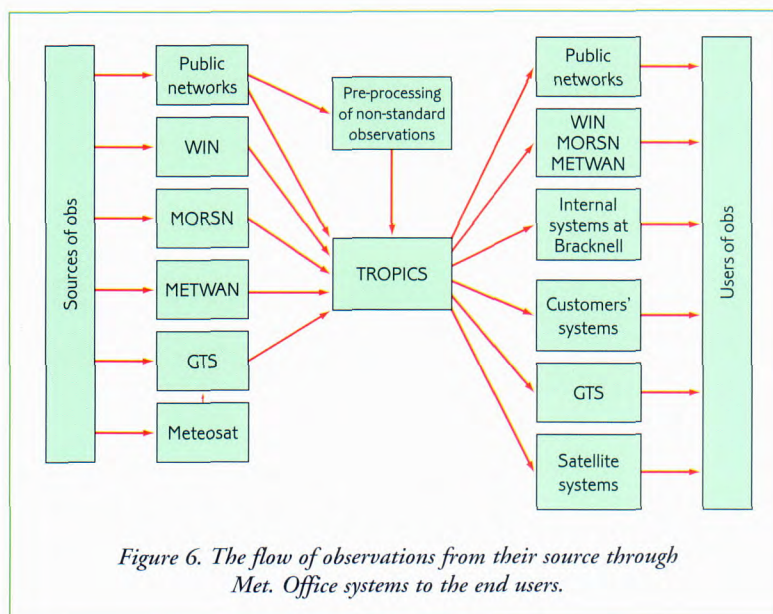 Sources of obs
Public
networks
WIN
MORSN
METWAN
GTS
Meteosat
Pre-processing
of non-standard
observations
TROPICS
Public
networks
WIN
MORSN
METWAN
Internal
systems at
Bracknell
Customers'
systems
GTS
Satellite
systems
Users of obs
Figure 6. The flow of observations from their source through
Met. Office systems to the end users.